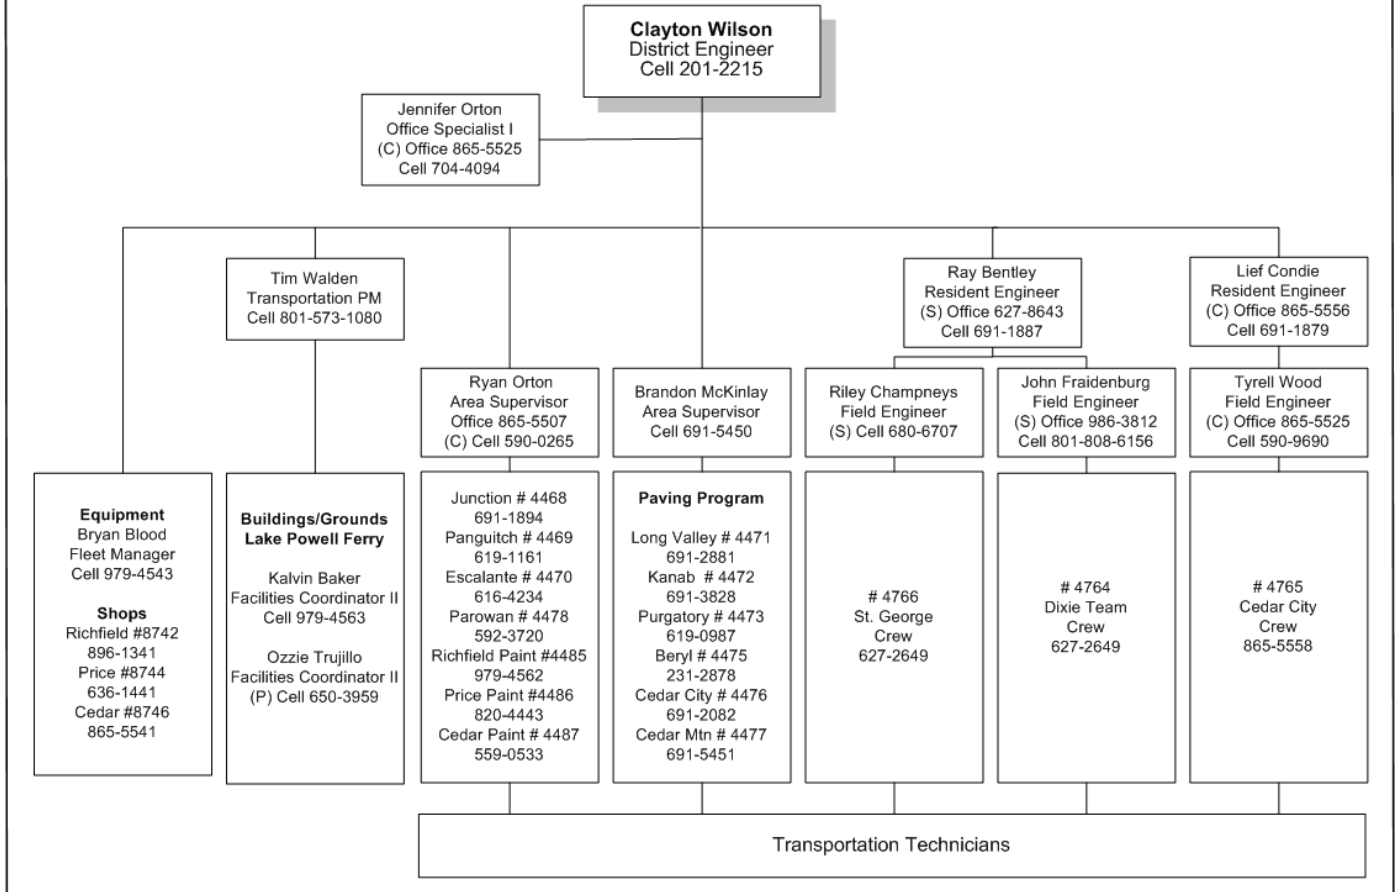 Clayton Wilson
District Engineer
Cell 201-2215
Jennifer Orton
Office Specialist I
(C) Office 865-5525
Cell 704-4094
Tim Walden
Transportation PM
Cell 801-573-1080
Ray Bentley
Resident Engineer
(S) Office 627-8643
Cell 691-1887
Lief Condie
Resident Engineer
(C) Office 865-5556
Cell 691-1879
Ryan Orton
Area Supervisor
Office 865-5507
(C) Cell 590-0265
Brandon McKinlay
Area Supervisor
Cell 691-5450
Riley Champneys
Field Engineer
(S) Cell 680-6707
John Fraidenburg
Field Engineer
(S) Office 986-3812
Cell 801-808-6156
Tyrell Wood
Field Engineer
(C) Office 865-5525
Cell 590-9690
Equipment
Bryan Blood
Fleet Manager
Cell 979-4543
Shops
Richfield #8742
896-1341
Price #8744
636-1441
Cedar #8746
865-5541
Buildings/Grounds
Lake Powell Ferry
Kalvin Baker
Facilities Coordinator II
Cell 979-4563
Ozzie Trujillo
Facilities Coordinator II
(P) Cell 650-3959
Junction # 4468
691-1894
Panguitch # 4469
619-1161
Escalante # 4470
616-4234
Parowan # 4478
592-3720
Richfield Paint #4485
979-4562
Price Paint #4486
820-4443
Cedar Paint # 4487
559-0533
Paving Program
Long Valley # 4471
691-2881
Kanab # 4472
691-3828
Purgatory # 4473
619-0987
Beryl # 4475
231-2878
Cedar City # 4476
691-2082
Cedar Mtn # 4477
691-5451
# 4766
St. George
Crew
627-2649
# 4764
Dixie Team
Crew
627-2649
# 4765
Cedar City
Crew
865-5558
Transportation Technicians